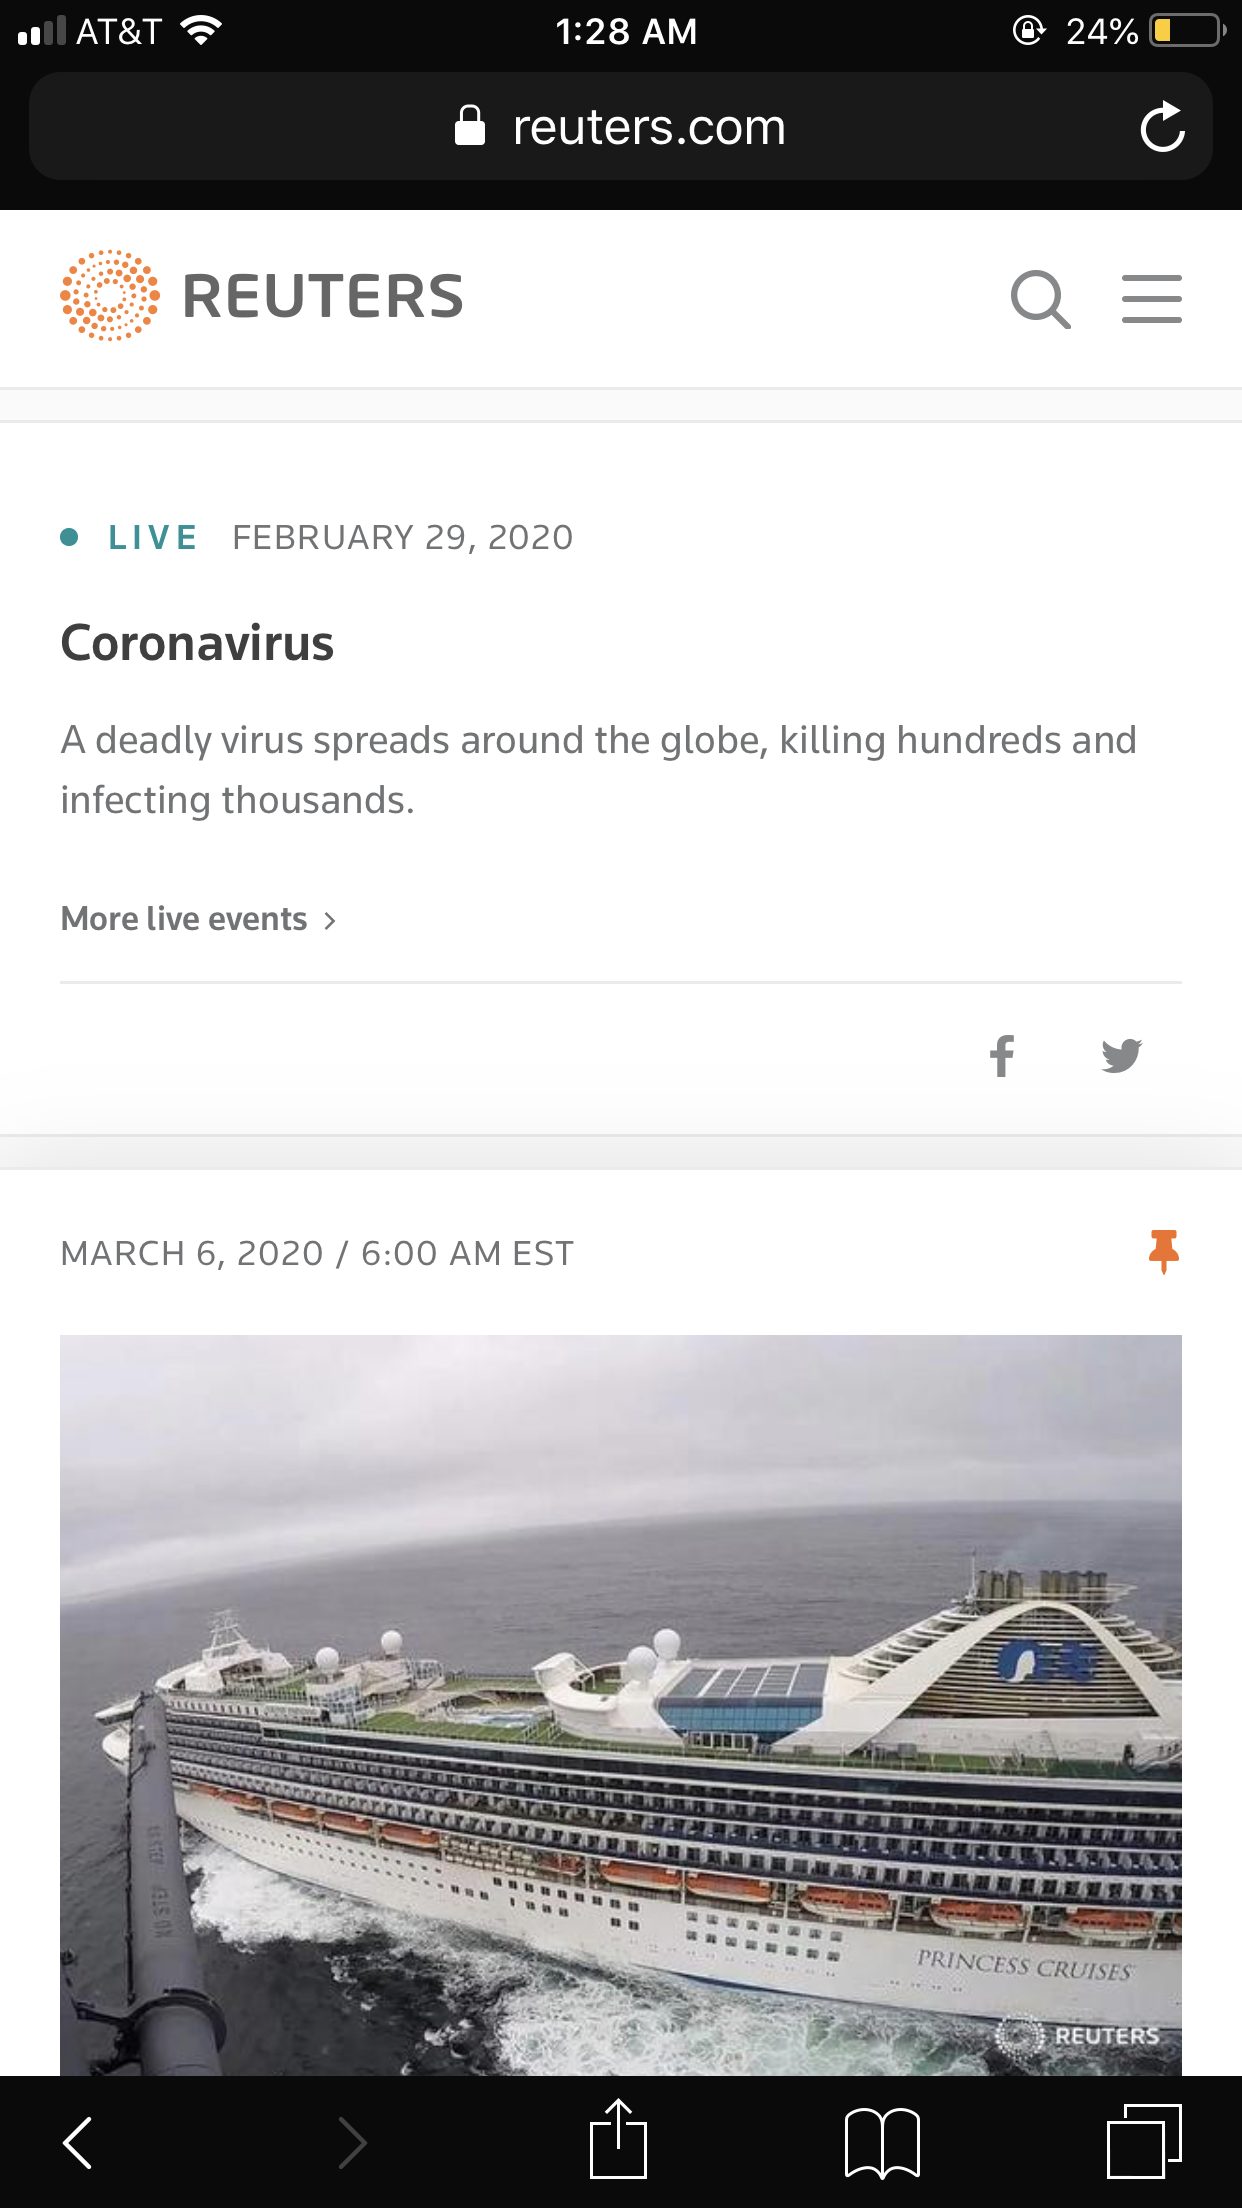 AT&T 1:28 AM 24%
reuters.com
REUTERS
LIVE FEBRUARY 29, 2020
Coronavirus
A deadly virus spreads around the globe, killing hundreds and
infecting thousands.
More live events
MARCH 6, 2020 / 6:00 AM EST
PRINCESS CRUISES
REUTERS